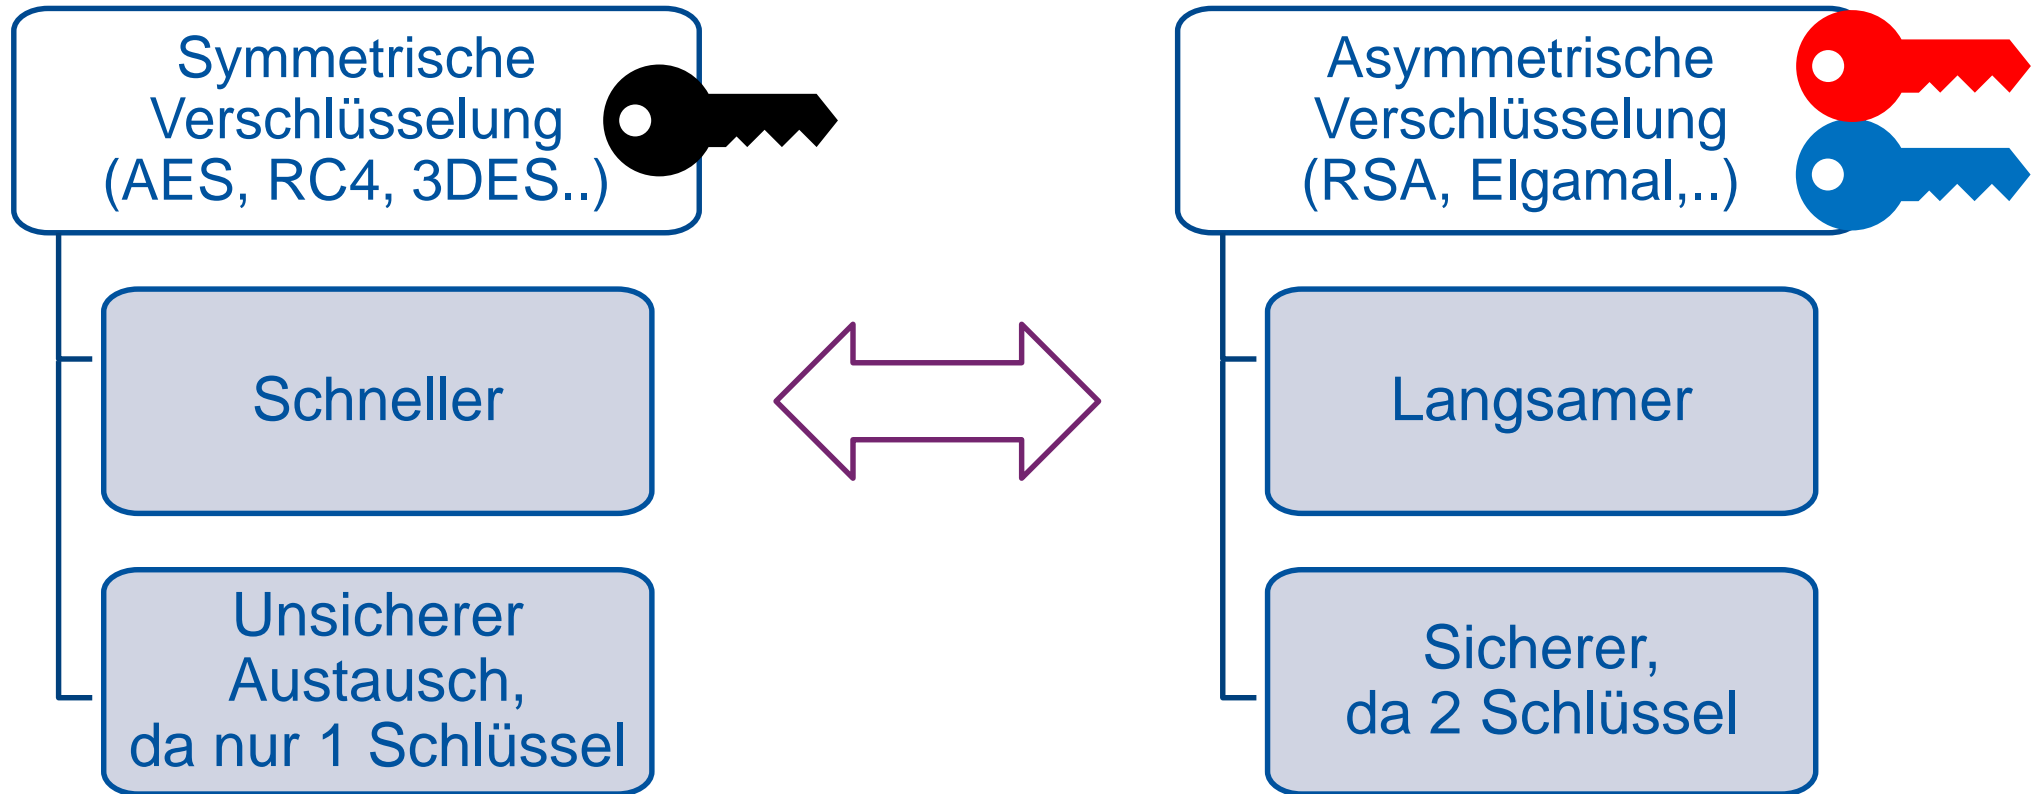 Symmetrische
Verschlüsselung
(AES, RC4, 3DES..)
Schneller
Unsicherer
Austausch,
da nur 1 Schlüssel
Asymmetrische
Verschlüsselung
(RSA, Elgamal,..)
Langsamer
Sicherer,
da 2 Schlüssel